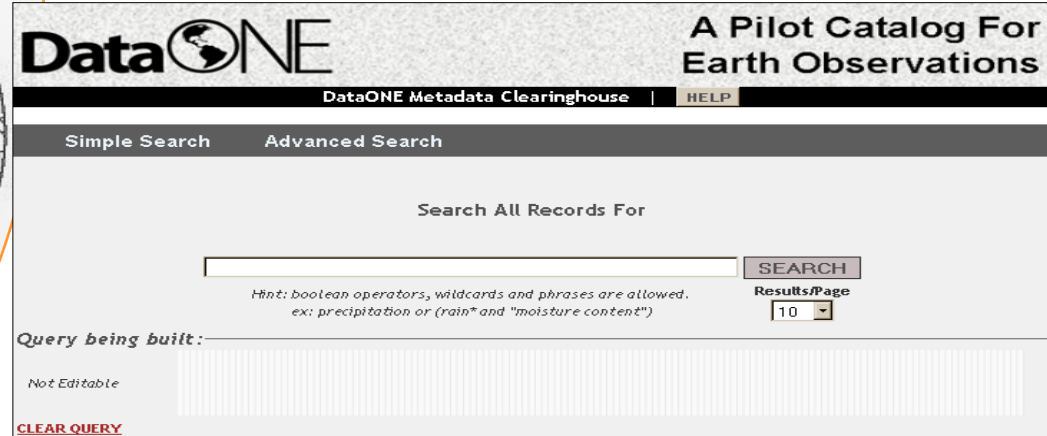 DataONE
A Pilot Catalog For
Earth Observations
DataONE Metadata Clearinghouse | HELP
Simple Search Advanced Search
Search All Records For
SEARCH
Hint: boolean operators, wildcards and phrases are allowed.
ex: precipitation or (rain* and "moisture content")
Results/Page
10
Query being built:
Not Editable
CLEAR QUERY